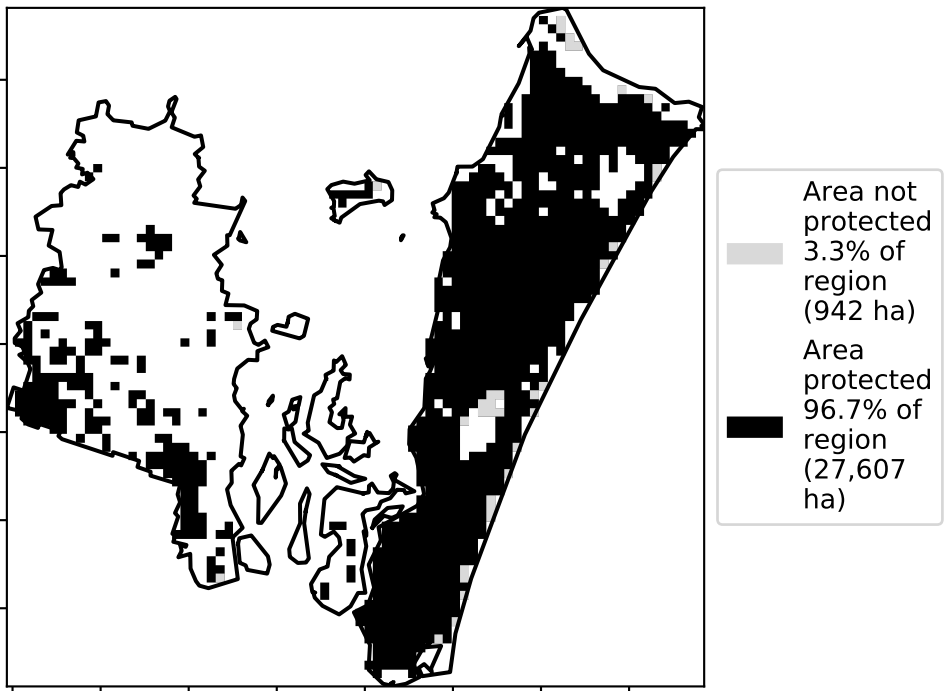 Area not
protected
3.3% of
region
(942 ha)
Area
protected
96.7% of
region
(27,607
ha)